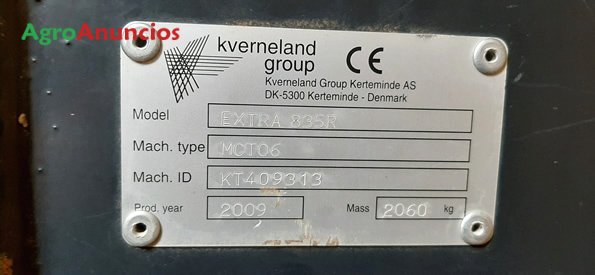 AgroAnuncios
kverneland
group
CE
Kverneland Group Kerteminde AS
DK-5300 Kerteminde - Denmark
Model EXTRA 835R
Mach. type MCT06
Mach. ID KT409313
Prod. year 2009 Mass 2060 kg